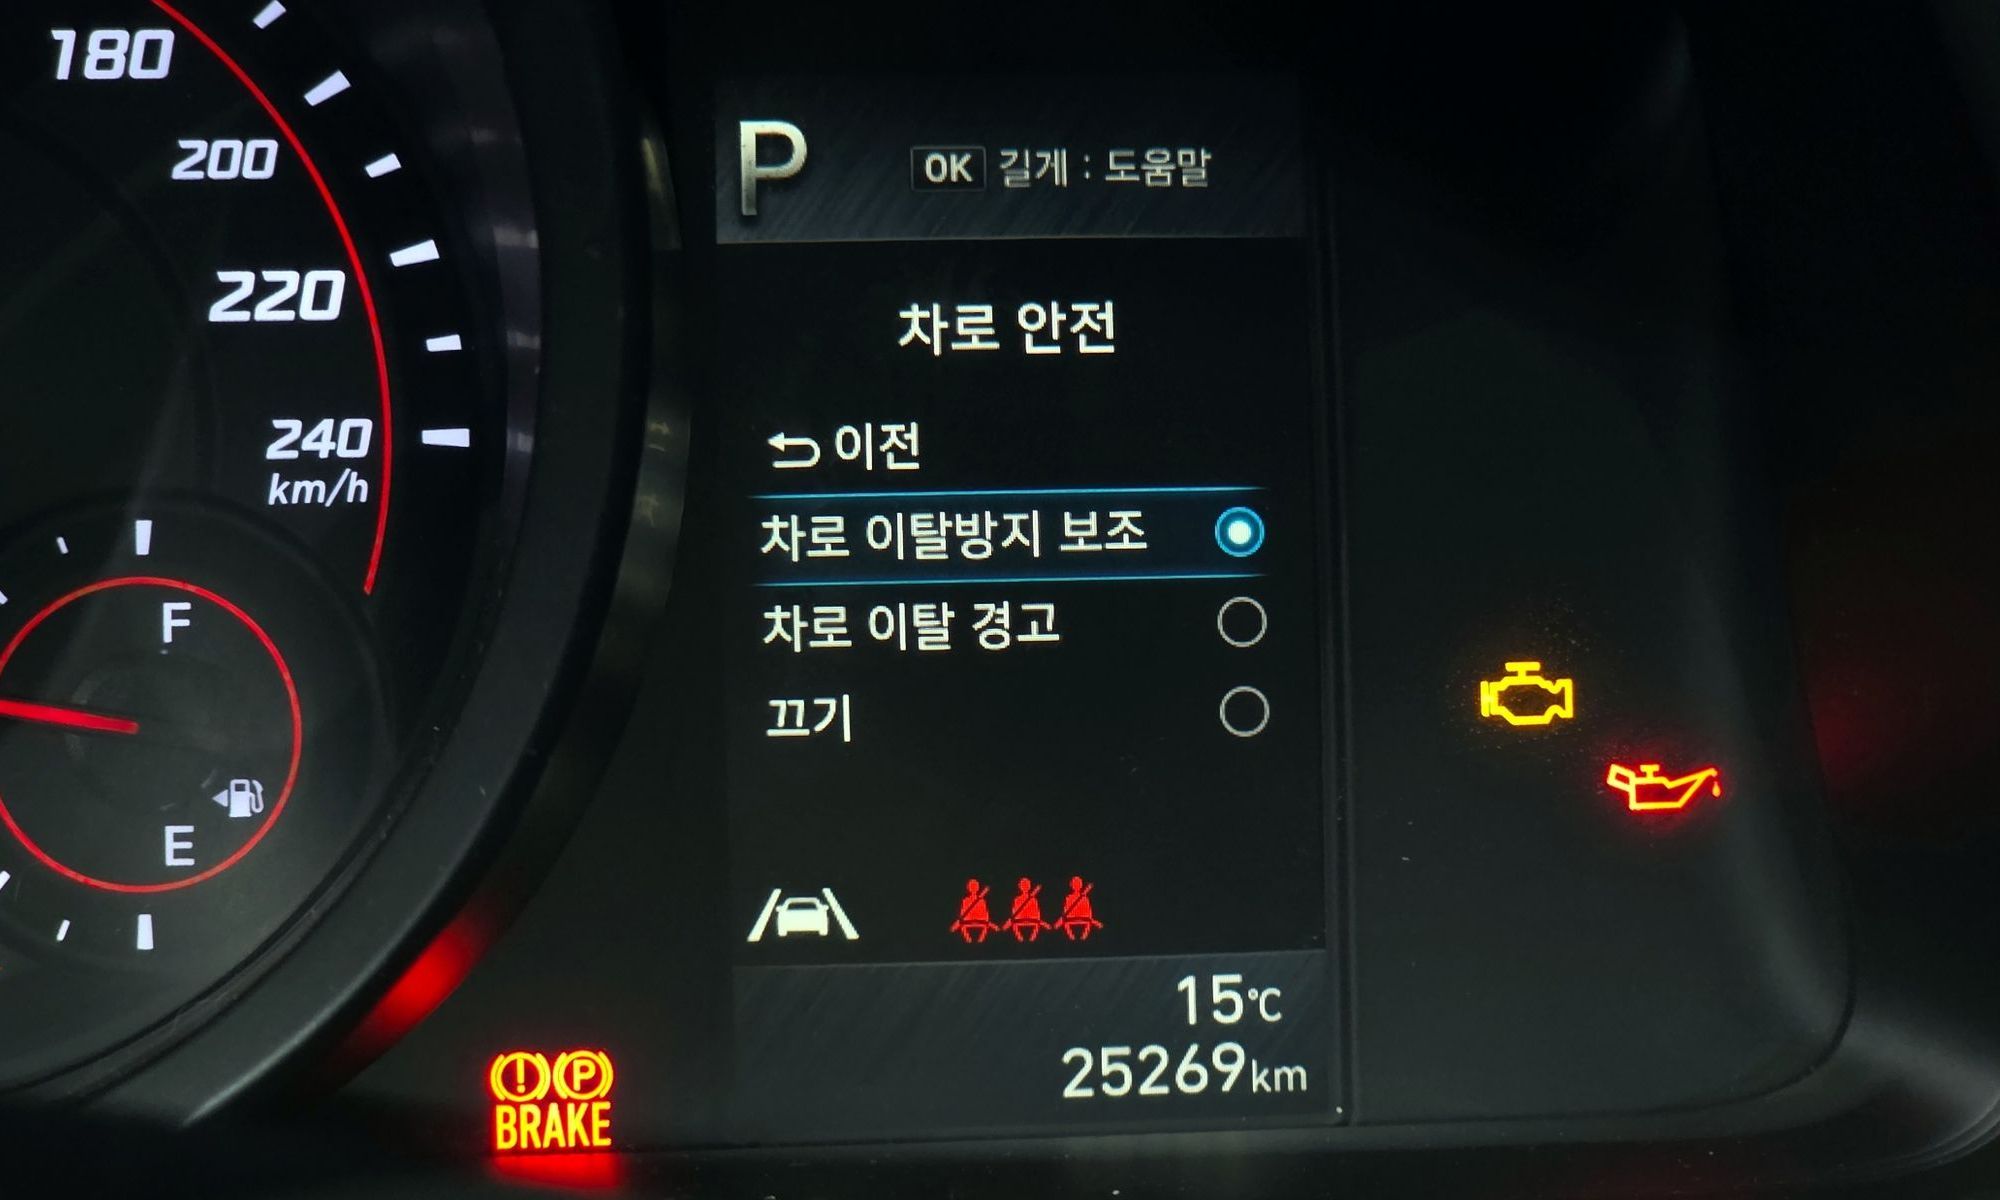 180
200
220
240
km/h
F
E
P
OK 길게 : 도움말
차로 안전
이전
차로 이탈방지 보조
차로 이탈 경고
끄기
15°C
25269km
! P
BRAKE